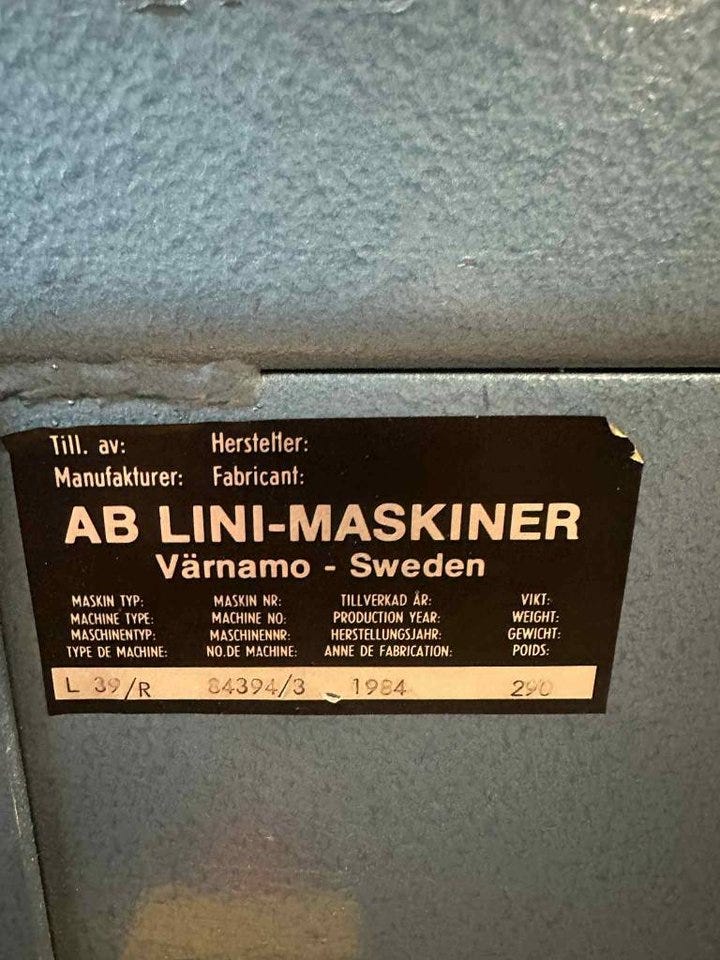 Till. av: Hersteller:
Manufakturer: Fabricant:
AB LINI-MASKINER
Värnamo - Sweden
MASKIN TYP: MASKIN NR: TILLVERKAD ÅR: VIKT:
MACHINE TYPE: MACHINE NO: PRODUCTION YEAR: WEIGHT:
MASCHINENTYP: MASCHINENNR: HERSTELLUNGSJAHR: GEWICHT:
TYPE DE MACHINE: NO.DE MACHINE: ANNE DE FABRICATION: POIDS:
L 39/R 84394/3 1984 290